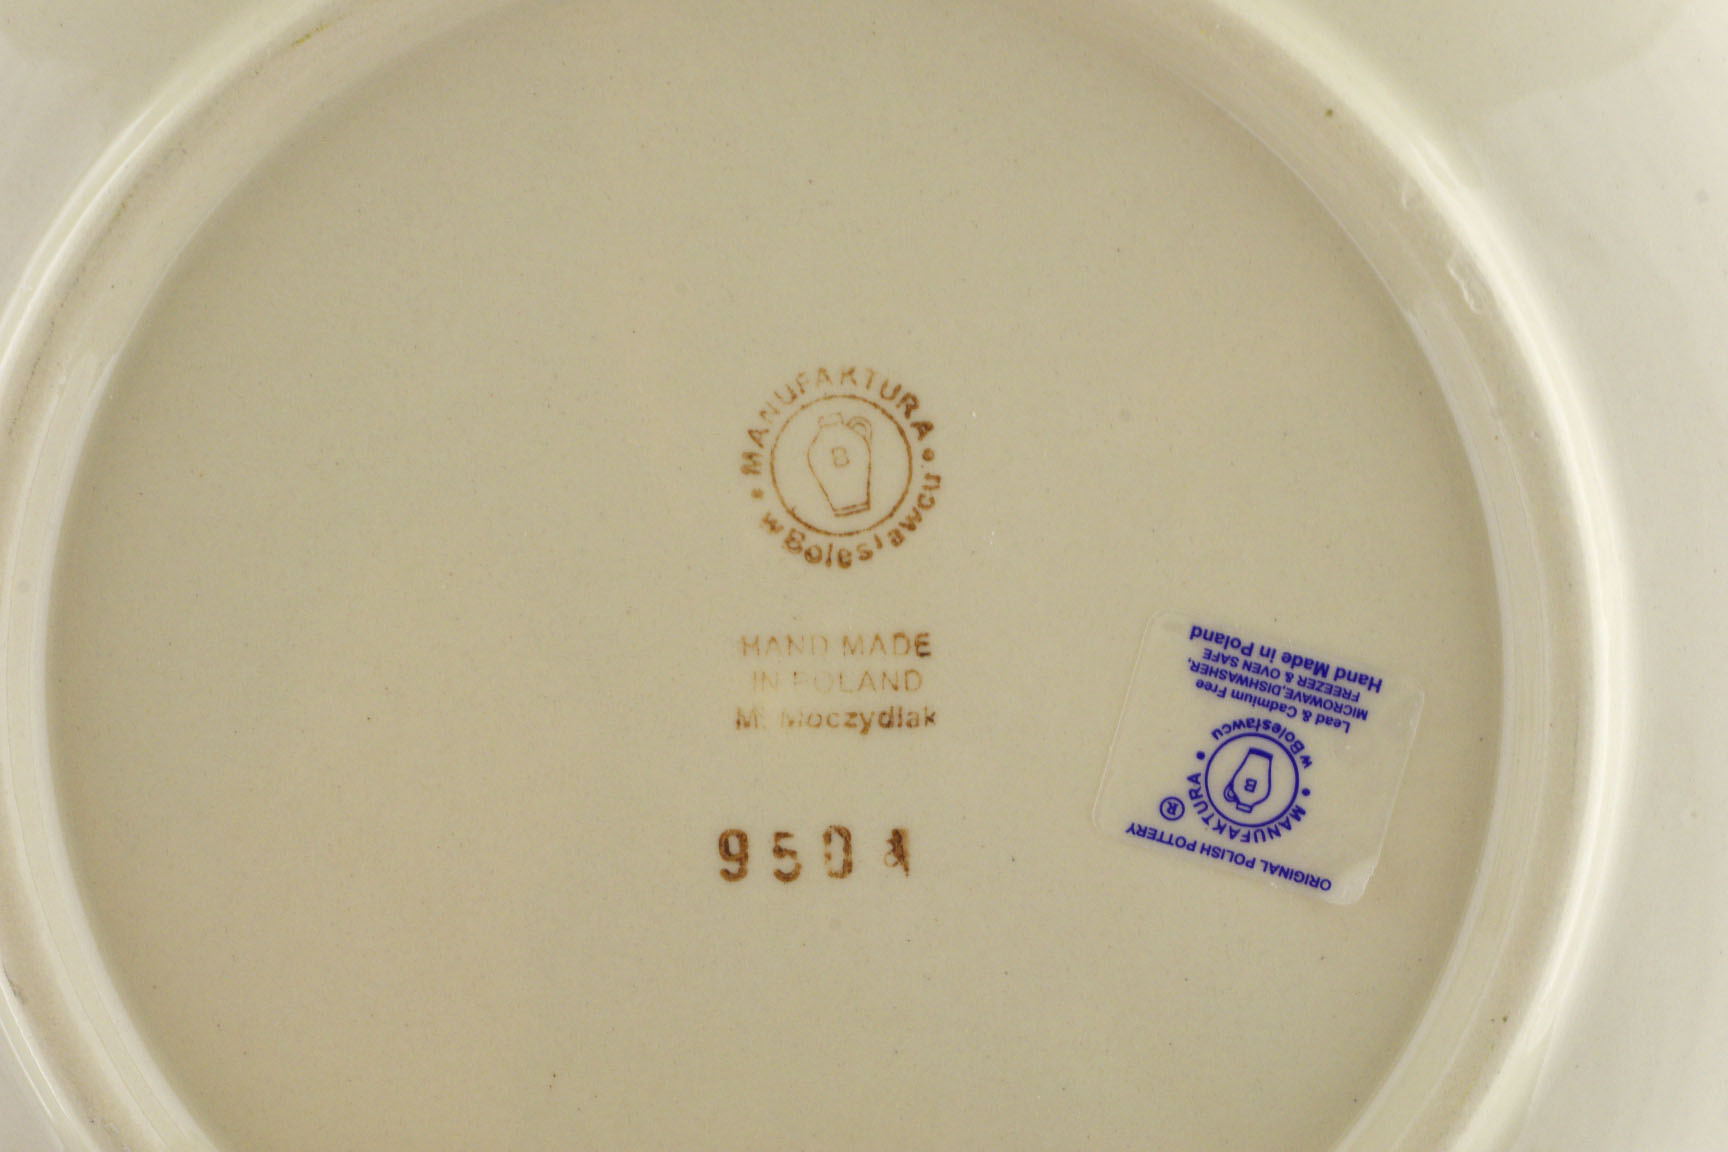 MANUFAKTURA
w Bolesławcu
B
HAND MADE
IN POLAND
M. Moczydlak
950
ORIGINAL POLISH POTTERY
®
MANUFAKTURA
w Bolesławcu
B
Lead & Cadmium Free
MICROWAVE,DISHWASHER,
FREEZER & OVEN SAFE
Hand Made in Poland